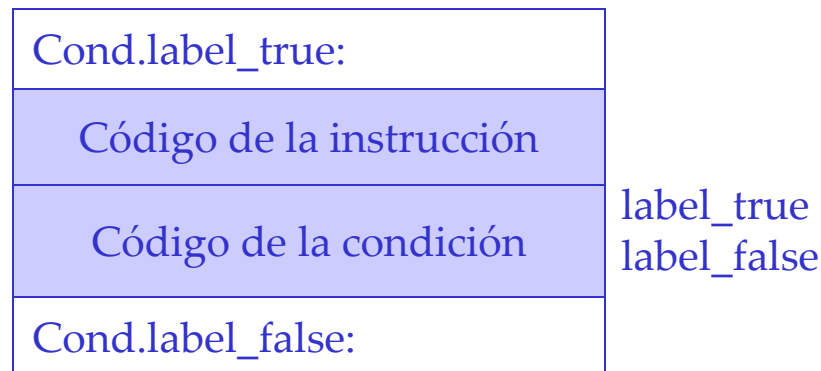 Cond.label_true:
Código de la instrucción
Código de la condición
label_true
label_false
Cond.label_false: